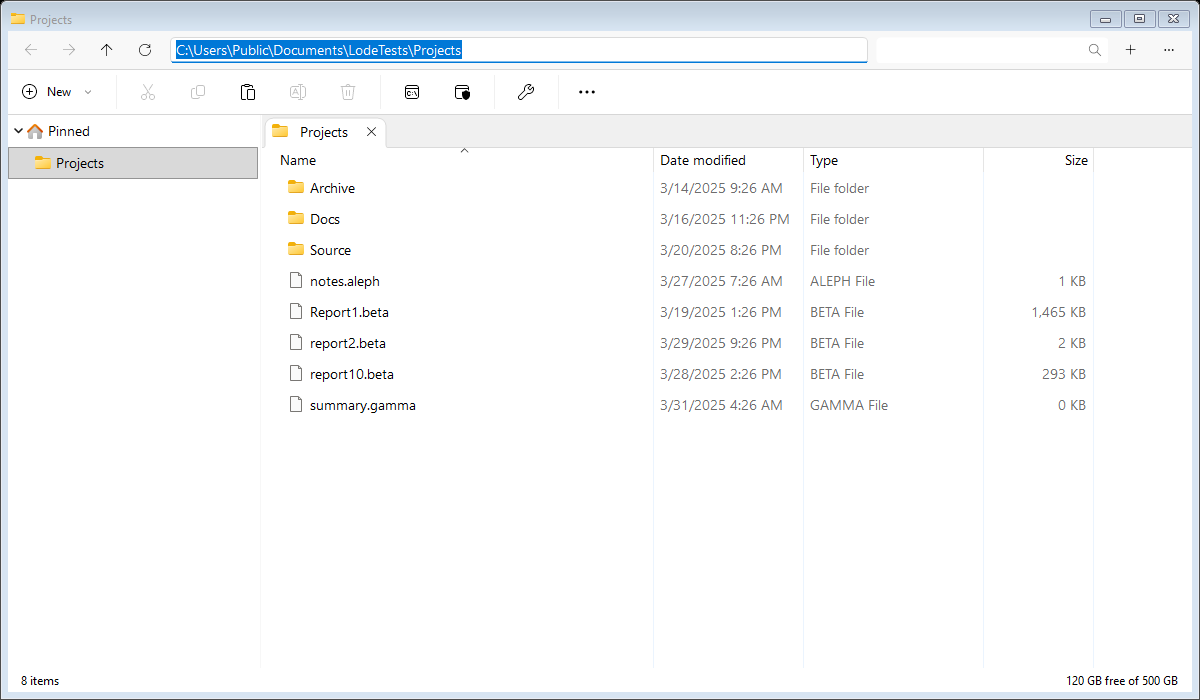 Projects
C:\Users\Public\Documents\LodeTests\Projects
New
Pinned
Projects
Projects
Name Date modified Type Size
Archive 3/14/2025 9:26 AM File folder
Docs 3/16/2025 11:26 PM File folder
Source 3/20/2025 8:26 PM File folder
notes.aleph 3/27/2025 7:26 AM ALEPH File 1 KB
Report1.beta 3/19/2025 1:26 PM BETA File 1,465 KB
report2.beta 3/29/2025 9:26 PM BETA File 2 KB
report10.beta 3/28/2025 2:26 PM BETA File 293 KB
summary.gamma 3/31/2025 4:26 AM GAMMA File 0 KB
8 items 120 GB free of 500 GB